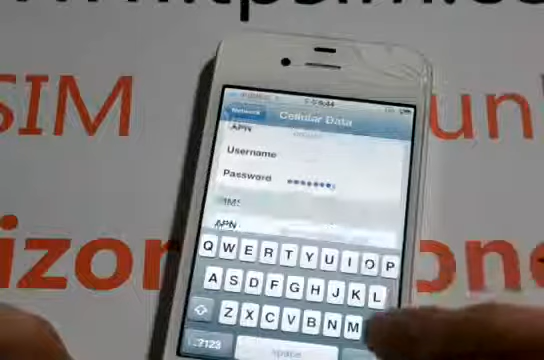 SIM
un
izon
one
Network
Cellular Data
APN
Username
Password
MMS
APN
Q W E R T Y U I O P
A S D F G H J K L
Z X C V B N M
.?123
space